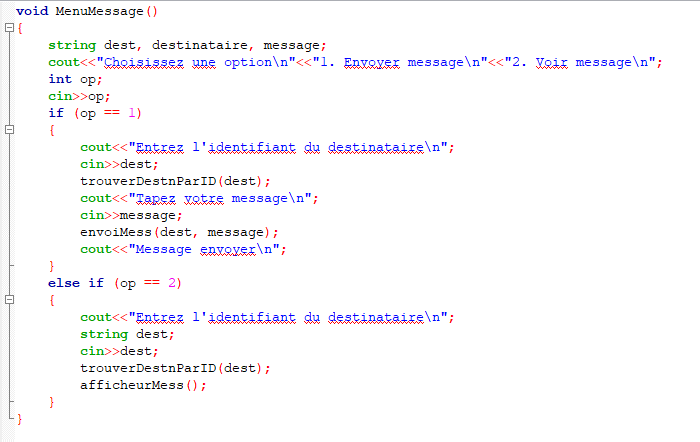 void MenuMessage()
{
string dest, destinataire, message;
cout<<"Choisissez une option\n"<<"1. Envoyer message\n"<<"2. Voir message\n";
int op;
cin>>op;
if (op == 1)
{
cout<<"Entrez l'identifiant du destinataire\n";
cin>>dest;
trouverDestnParID(dest);
cout<<"Tapez votre message\n";
cin>>message;
envoiMess(dest, message);
cout<<"Message envoyer\n";
}
else if (op == 2)
{
cout<<"Entrez l'identifiant du destinataire\n";
string dest;
cin>>dest;
trouverDestnParID(dest);
afficheurMess();
}
}